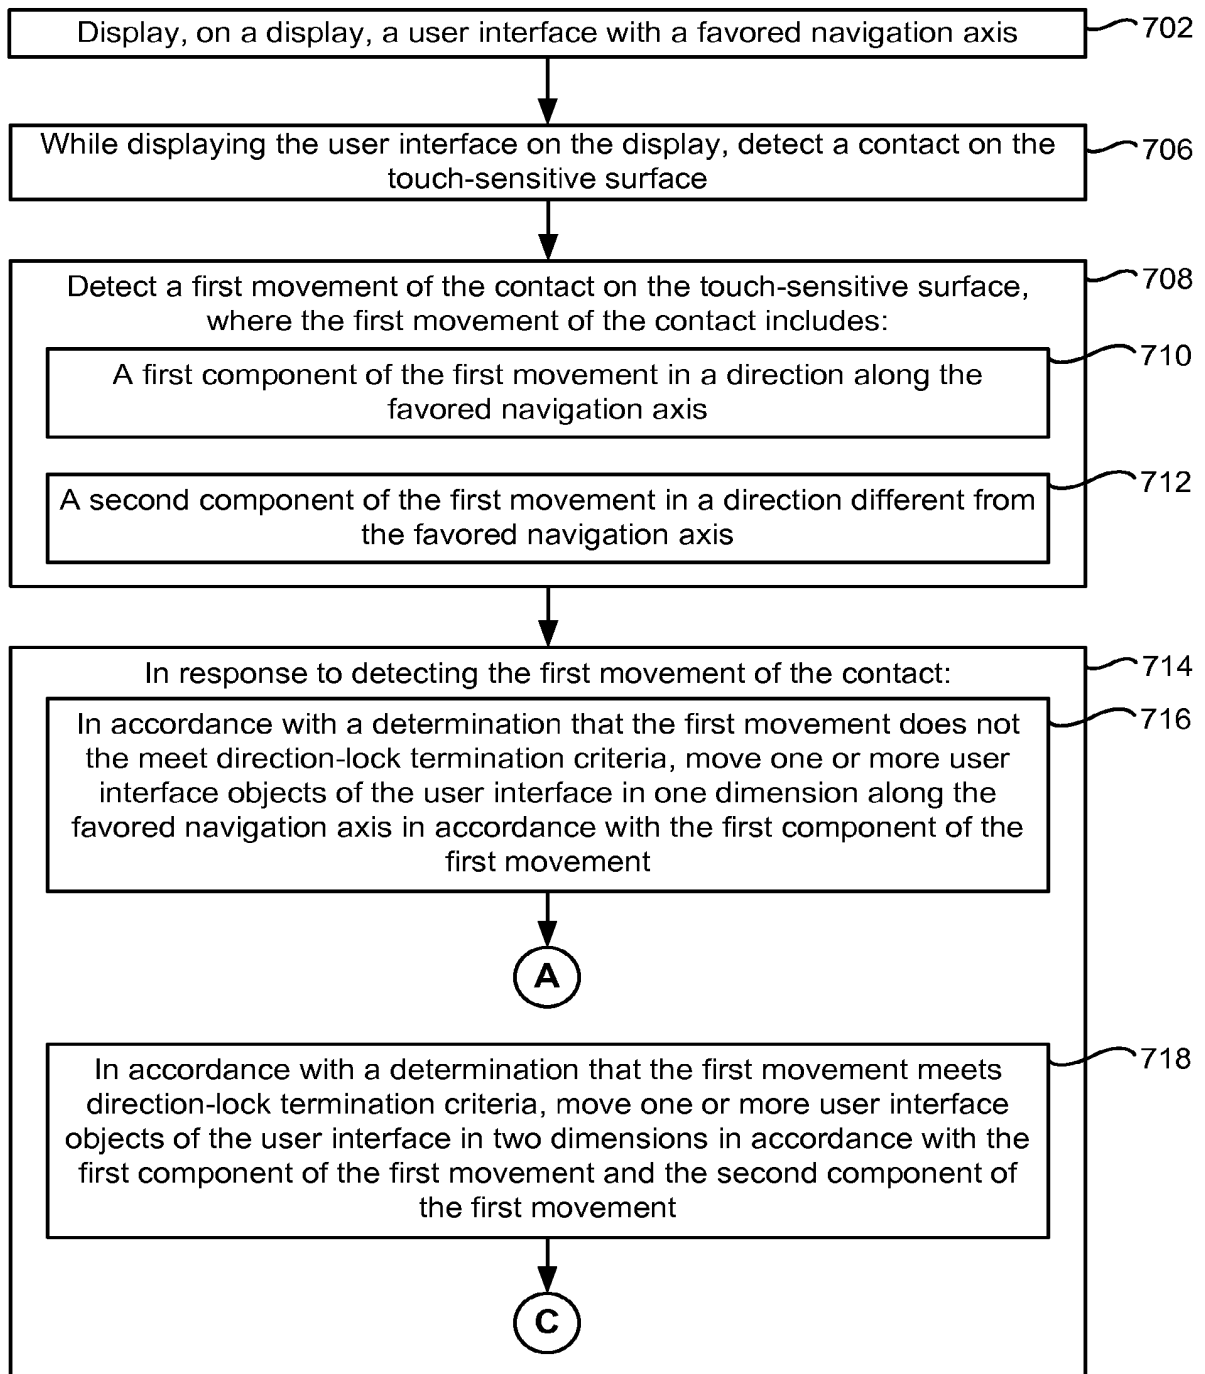 Display, on a display, a user interface with a favored navigation axis
702
While displaying the user interface on the display, detect a contact on the
touch-sensitive surface
706
Detect a first movement of the contact on the touch-sensitive surface,
where the first movement of the contact includes:
708
A first component of the first movement in a direction along the
favored navigation axis
710
A second component of the first movement in a direction different from
the favored navigation axis
712
In response to detecting the first movement of the contact:
714
In accordance with a determination that the first movement does not
the meet direction-lock termination criteria, move one or more user
interface objects of the user interface in one dimension along the
favored navigation axis in accordance with the first component of the
first movement
716
A
In accordance with a determination that the first movement meets
direction-lock termination criteria, move one or more user interface
objects of the user interface in two dimensions in accordance with the
first component of the first movement and the second component of
the first movement
718
C